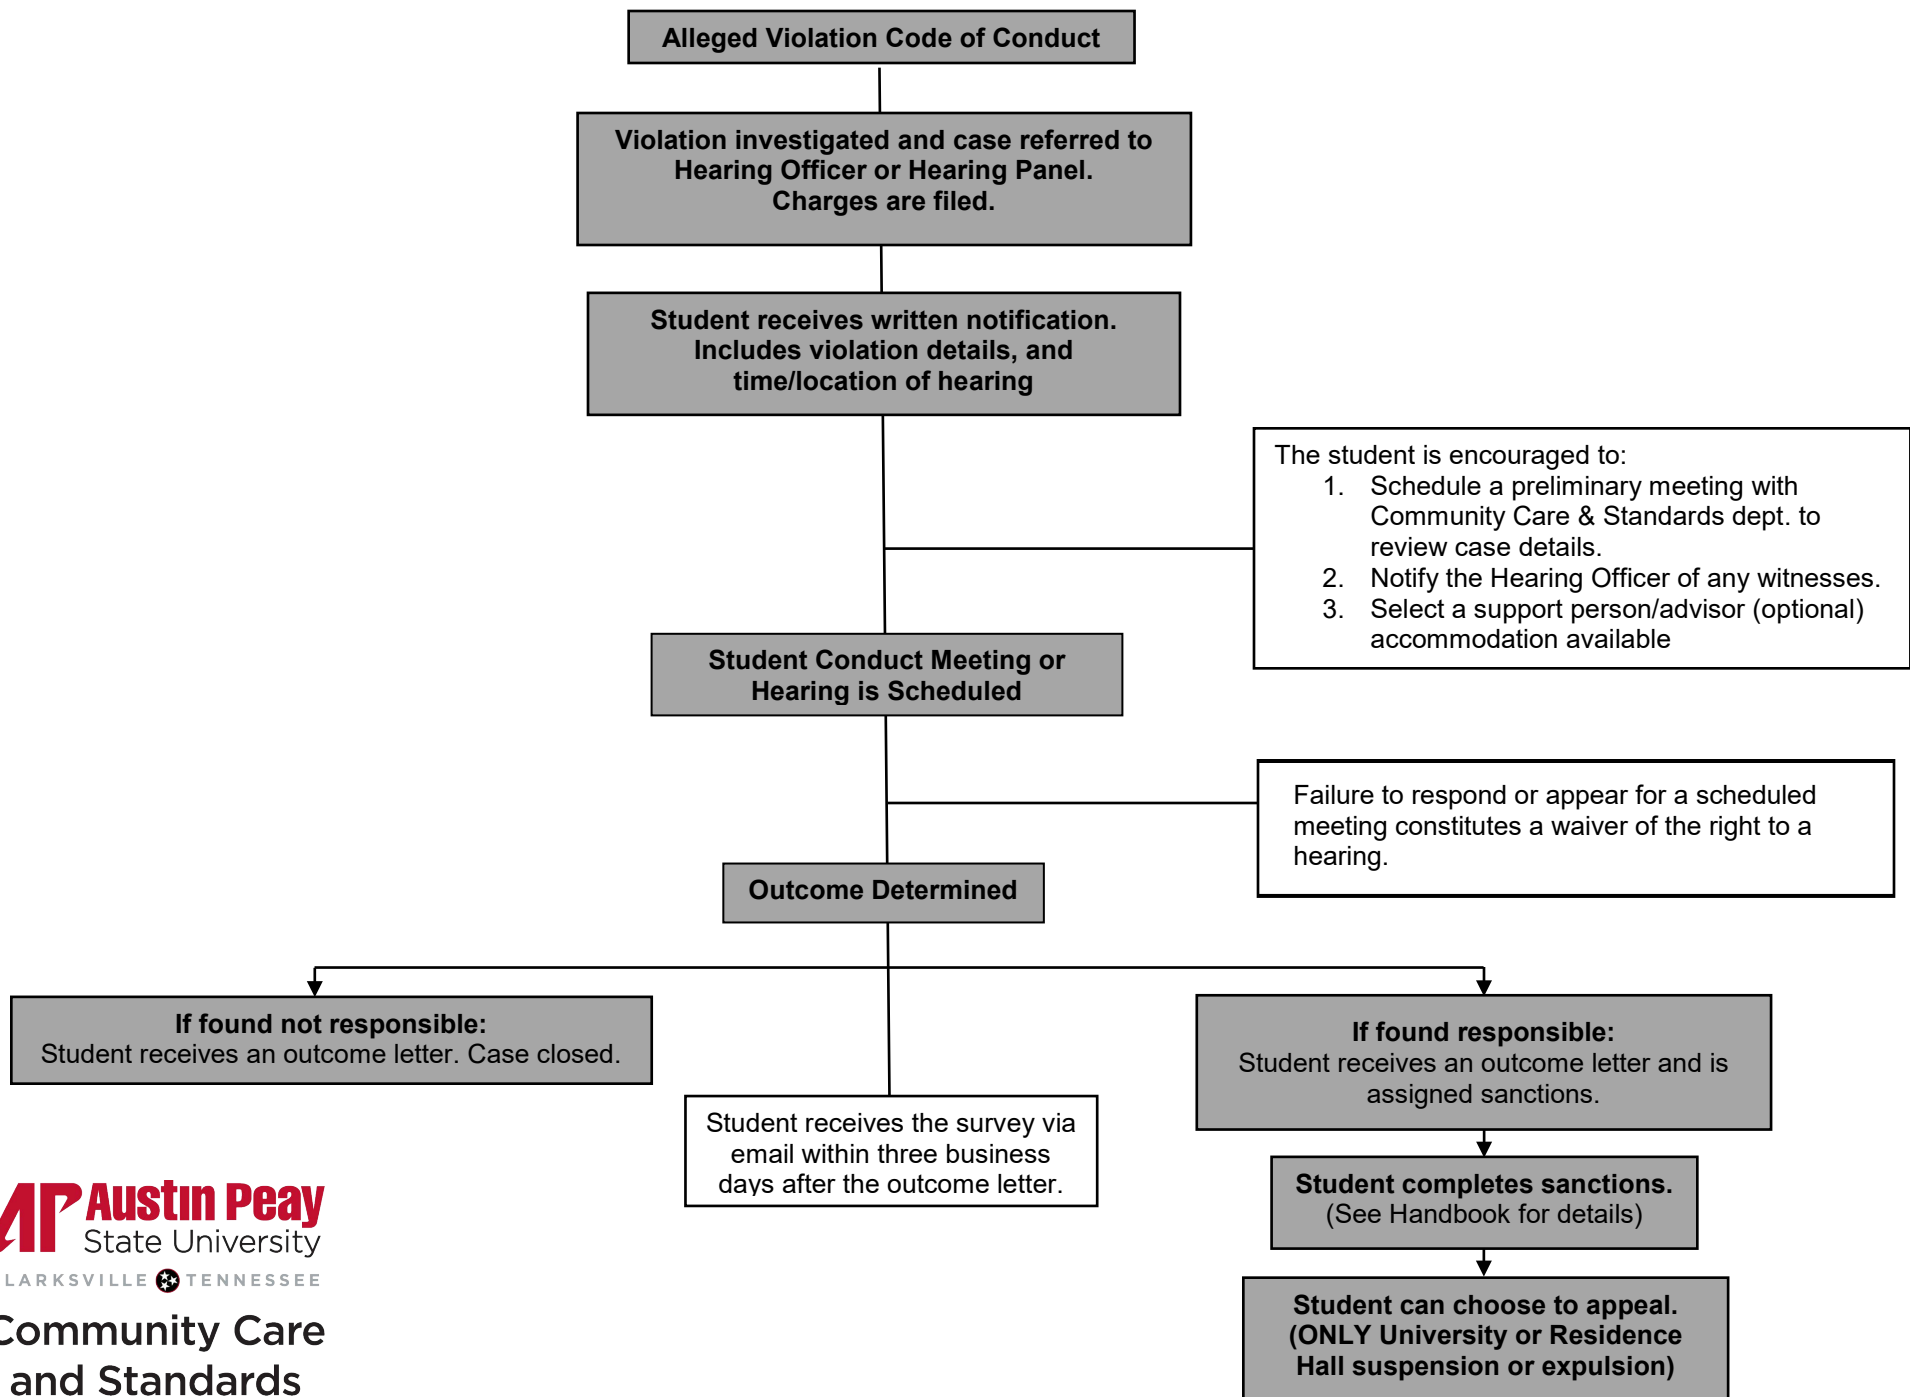 Alleged Violation Code of Conduct
Violation investigated and case referred to
Hearing Officer or Hearing Panel.
Charges are filed.
Student receives written notification.
Includes violation details, and
time/location of hearing
The student is encouraged to:
1. Schedule a preliminary meeting with
Community Care & Standards dept. to
review case details.
2. Notify the Hearing Officer of any witnesses.
3. Select a support person/advisor (optional)
accommodation available
Student Conduct Meeting or
Hearing is Scheduled
Failure to respond or appear for a scheduled
meeting constitutes a waiver of the right to a
hearing.
Outcome Determined
If found not responsible:
Student receives an outcome letter. Case closed.
If found responsible:
Student receives an outcome letter and is
assigned sanctions.
Student receives the survey via
email within three business
days after the outcome letter.
Student completes sanctions.
(See Handbook for details)
Student can choose to appeal.
(ONLY University or Residence
Hall suspension or expulsion)
AP Austin Peay
State University
LARKSVILLE TENNESSEE
Community Care
and Standards